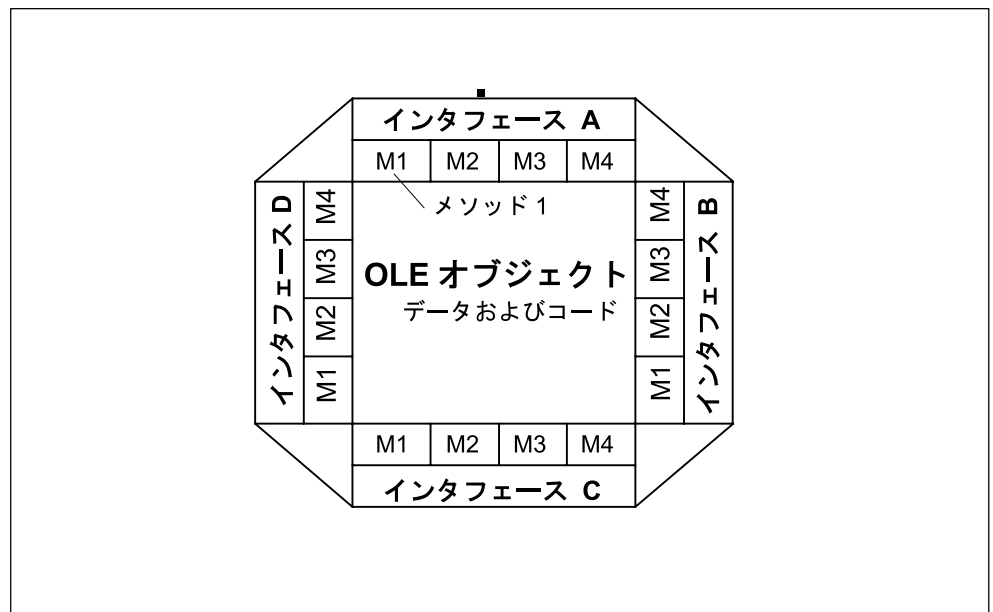 インタフェース A
M1 M2 M3 M4
メソッド 1
インタフェース D
M4
M3
M2
M1
OLE オブジェクト
データおよびコード
M4
M3
M2
M1
インタフェース B
M1 M2 M3 M4
インタフェース C